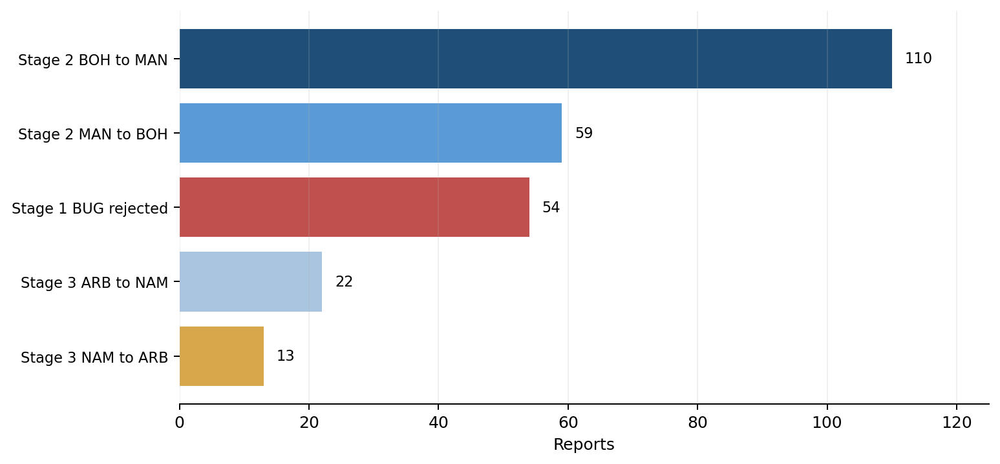 Stage 2 BOH to MAN 110
Stage 2 MAN to BOH 59
Stage 1 BUG rejected 54
Stage 3 ARB to NAM 22
Stage 3 NAM to ARB 13
0 20 40 60 80 100 120
Reports